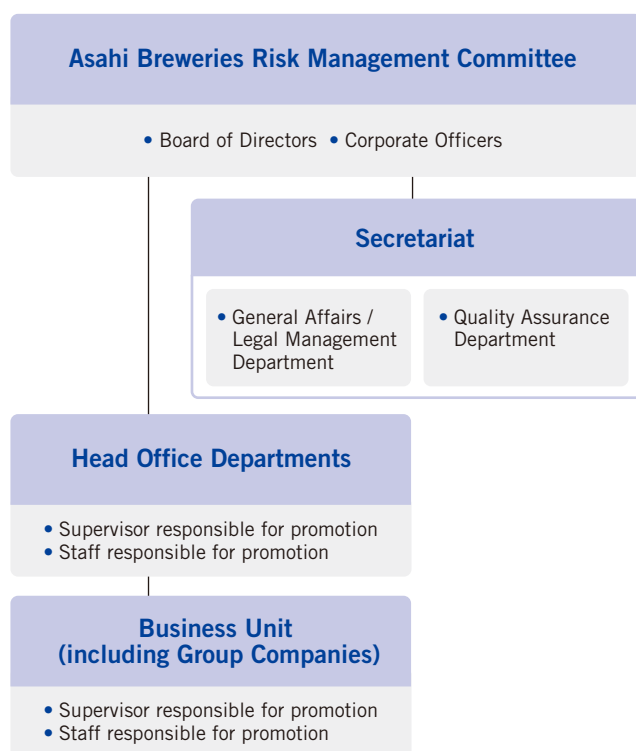 Asahi Breweries Risk Management Committee
• Board of Directors • Corporate Officers
Secretariat
• General Affairs /
Legal Management
Department
• Quality Assurance
Department
Head Office Departments
• Supervisor responsible for promotion
• Staff responsible for promotion
Business Unit
(including Group Companies)
• Supervisor responsible for promotion
• Staff responsible for promotion